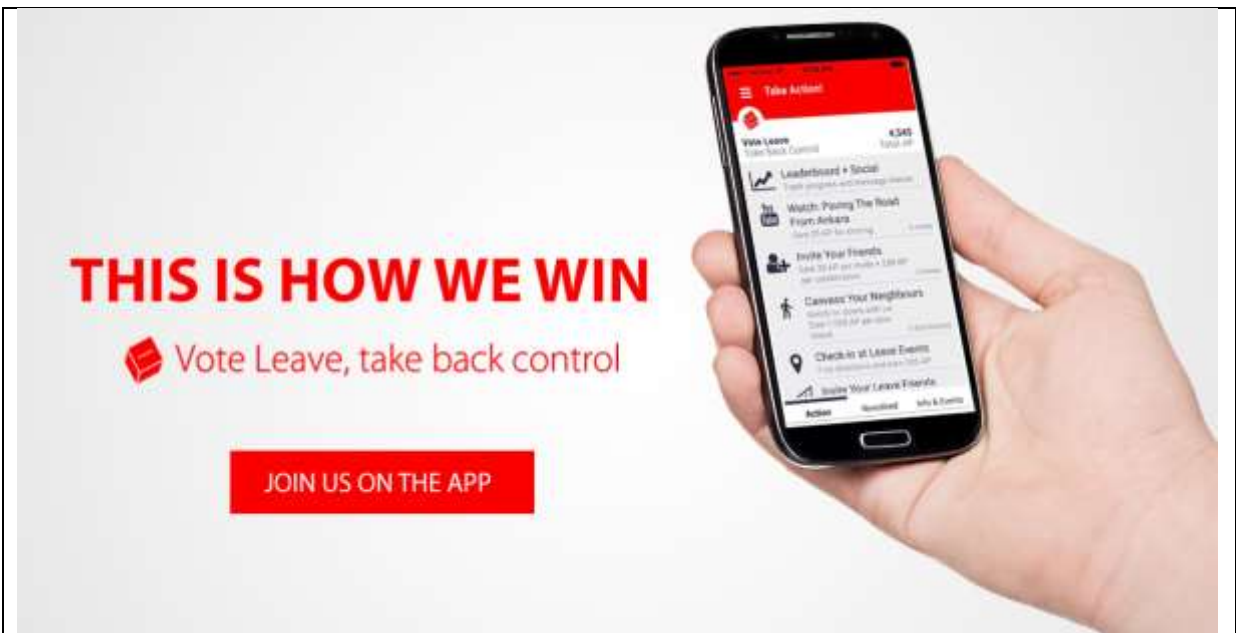 THIS IS HOW WE WIN
Vote Leave, take back control
JOIN US ON THE APP
Take Action!
Vote Leave
Take Back Control
4,545
Total AP
Leaderboard + Social
Watch: Paving The Road
From Ankara
Invite Your Friends
Canvass Your Neighbours
Check-in at Leave Events
Invite Your Leave Friends
Action
Newsfeed
Info & Events